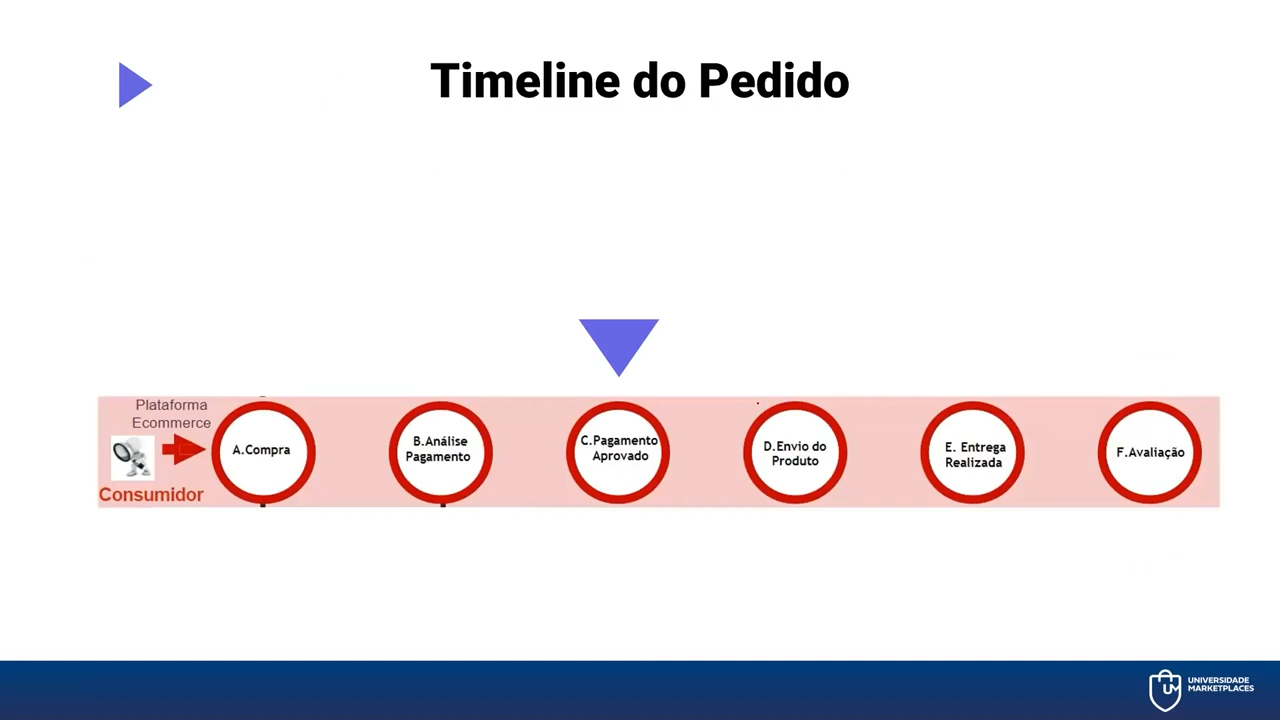 Timeline do Pedido
Plataforma
Ecommerce
Consumidor
A.Compra
B.Análise
Pagamento
C.Pagamento
Aprovado
D.Envio do
Produto
E. Entrega
Realizada
F.Avaliação
UM
UNIVERSIDADE
MARKETPLACES